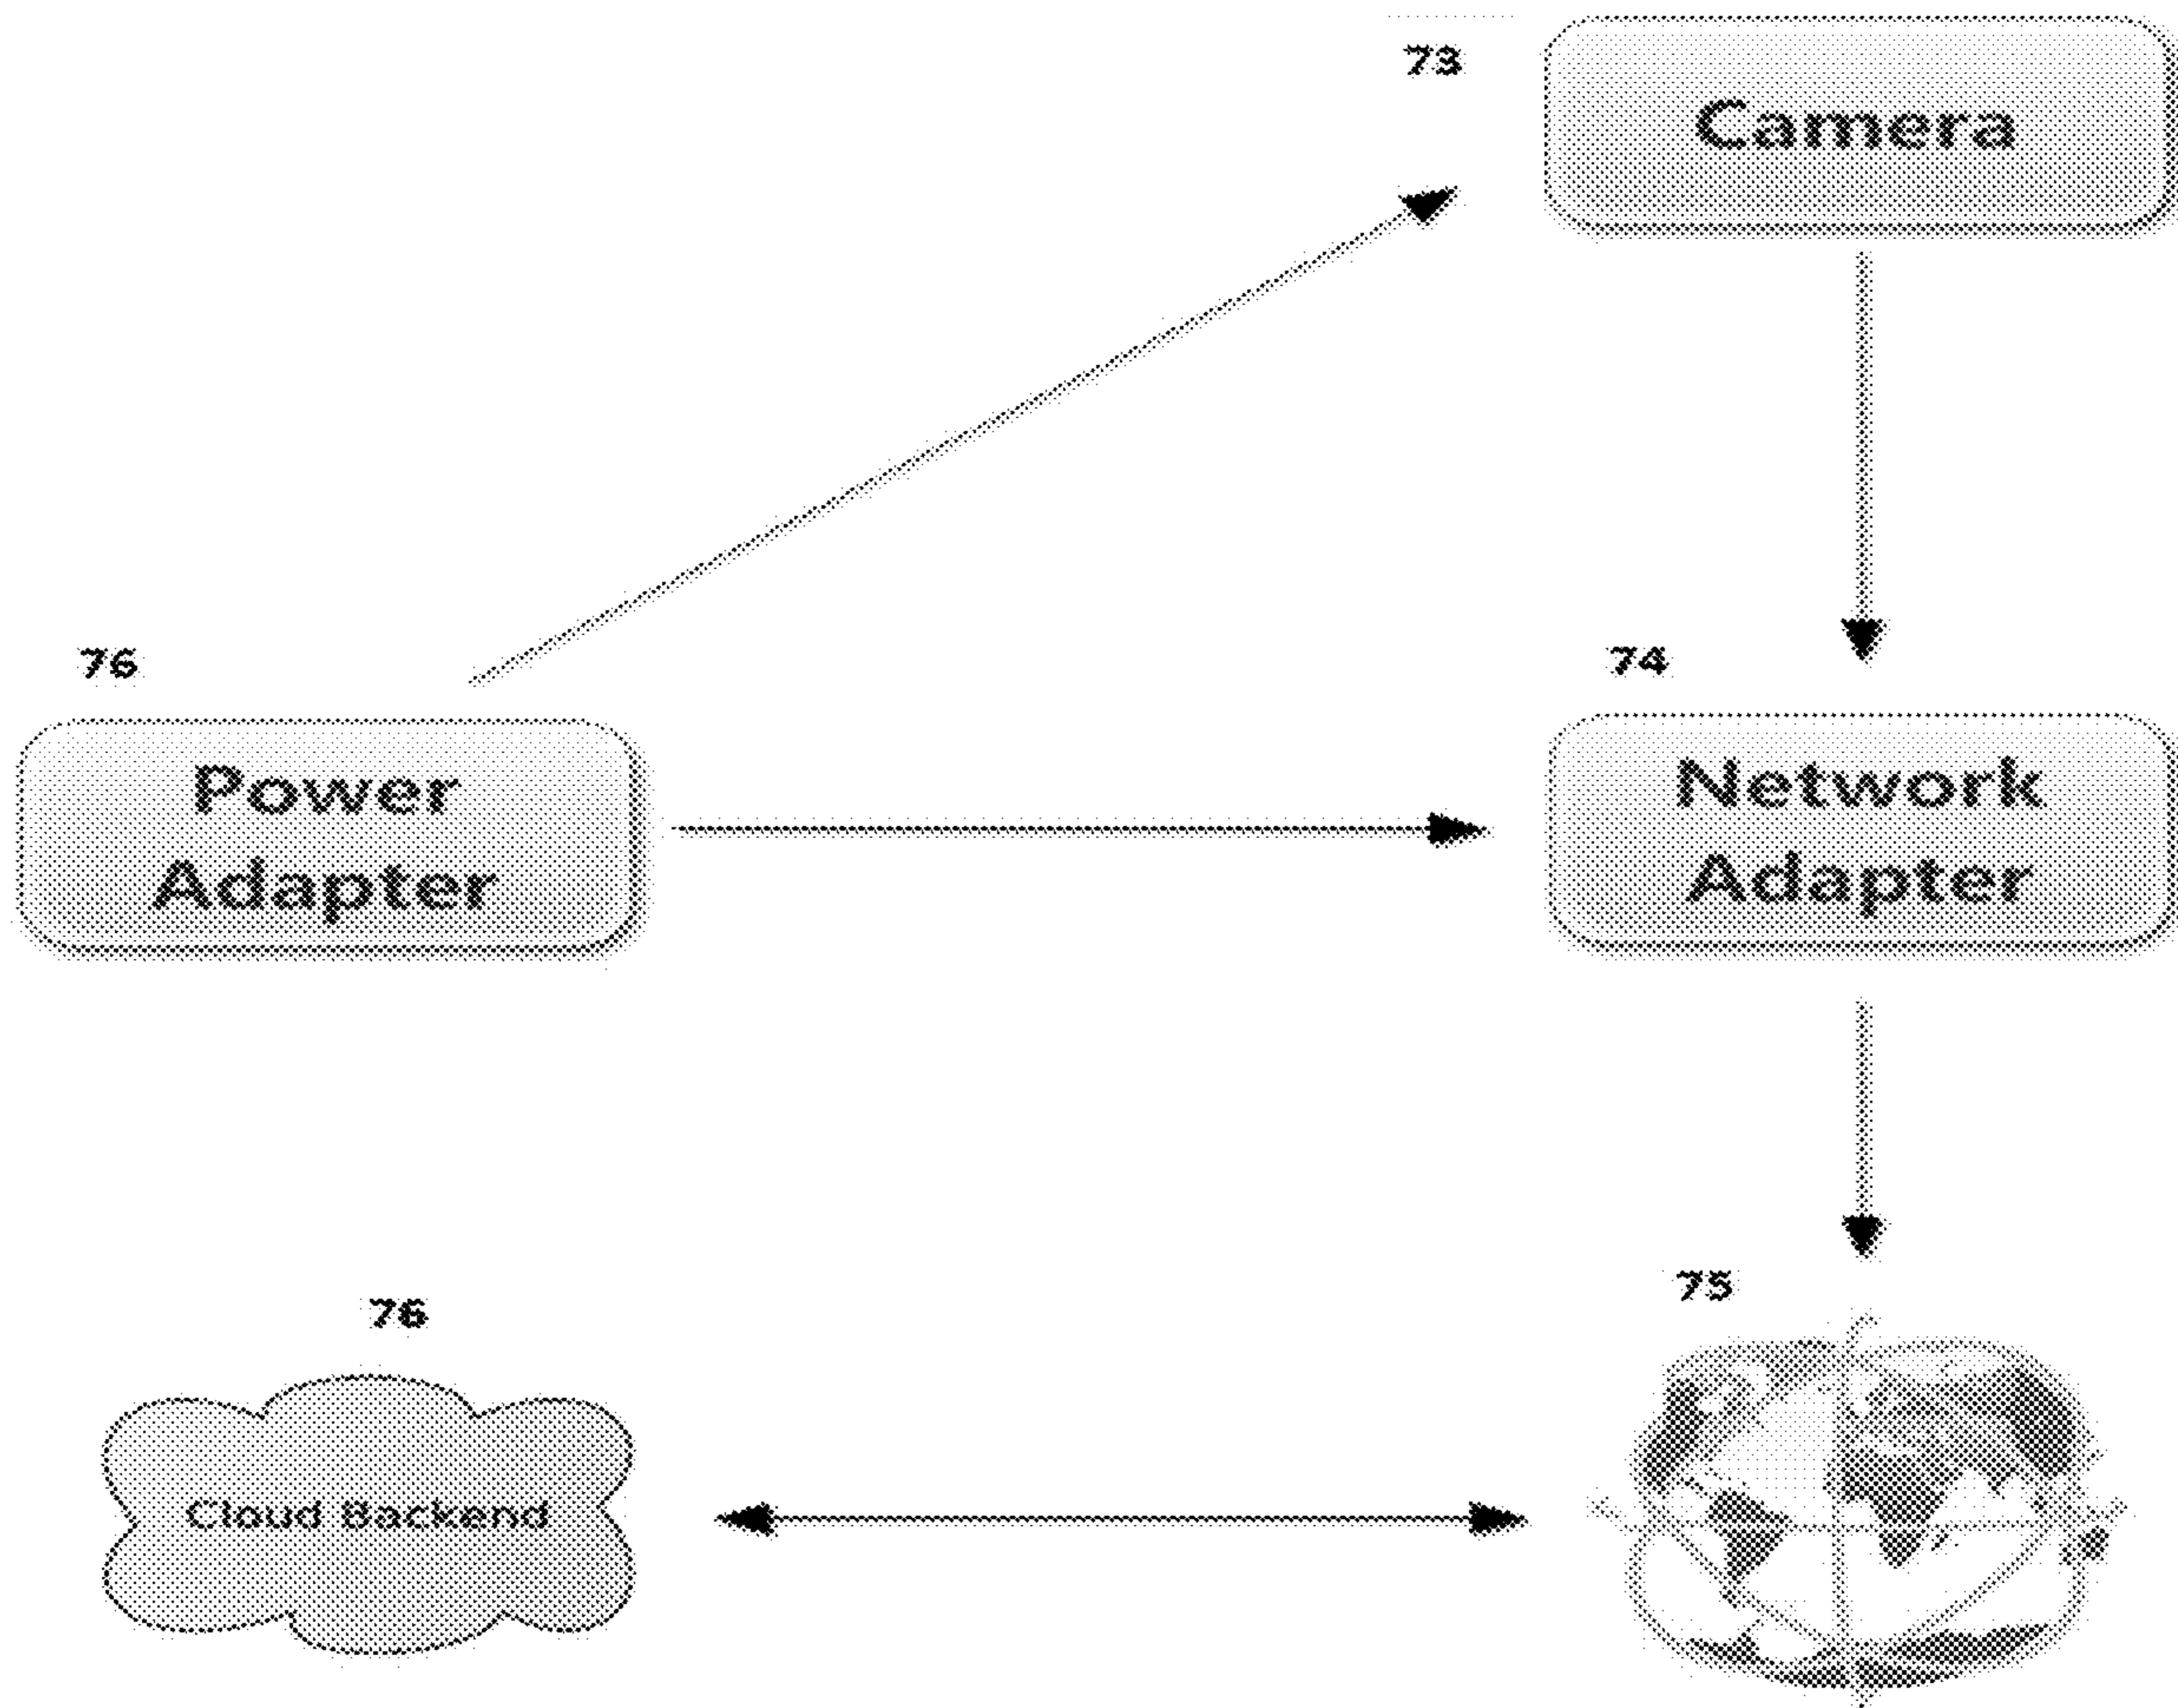 73
Camera
76
Power
Adapter
74
Network
Adapter
76
Cloud Backend
75